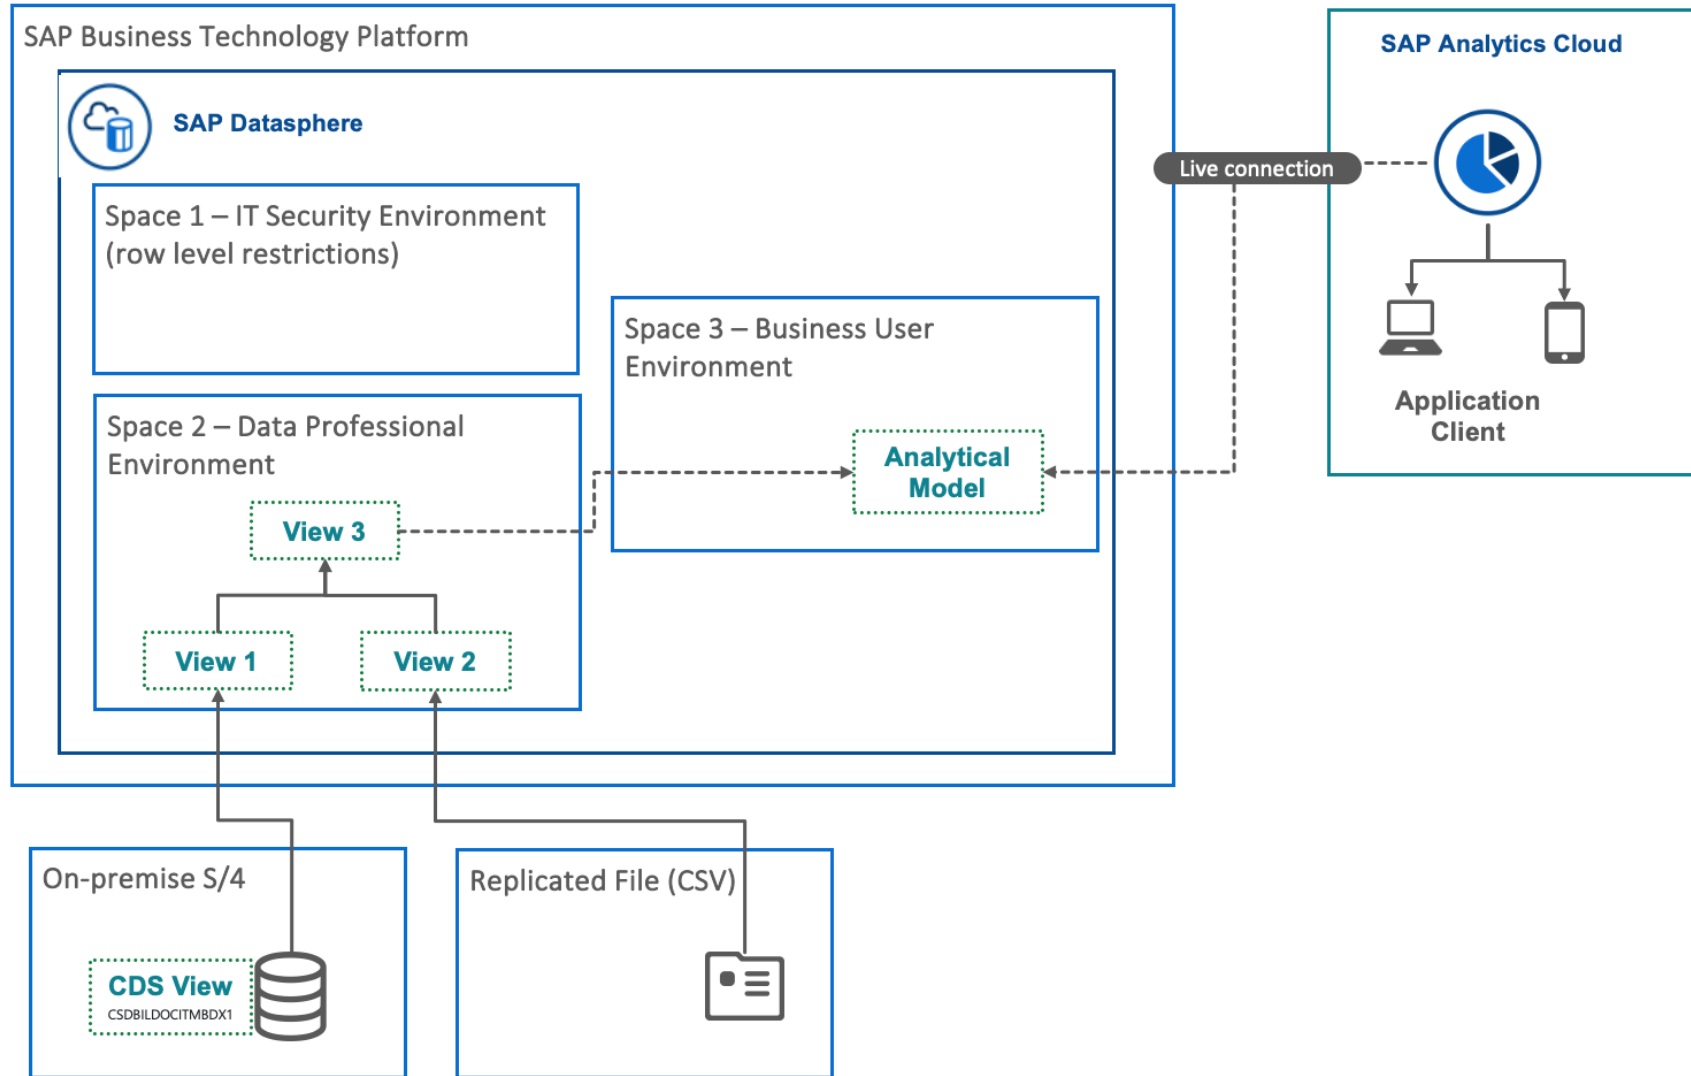 SAP Business Technology Platform
SAP Datasphere
Space 1 – IT Security Environment
(row level restrictions)
Space 2 – Data Professional
Environment
View 3
View 1
View 2
Space 3 – Business User
Environment
Analytical
Model
Live connection
SAP Analytics Cloud
Application
Client
On-premise S/4
CDS View
CSDBILDOCITMBDX1
Replicated File (CSV)